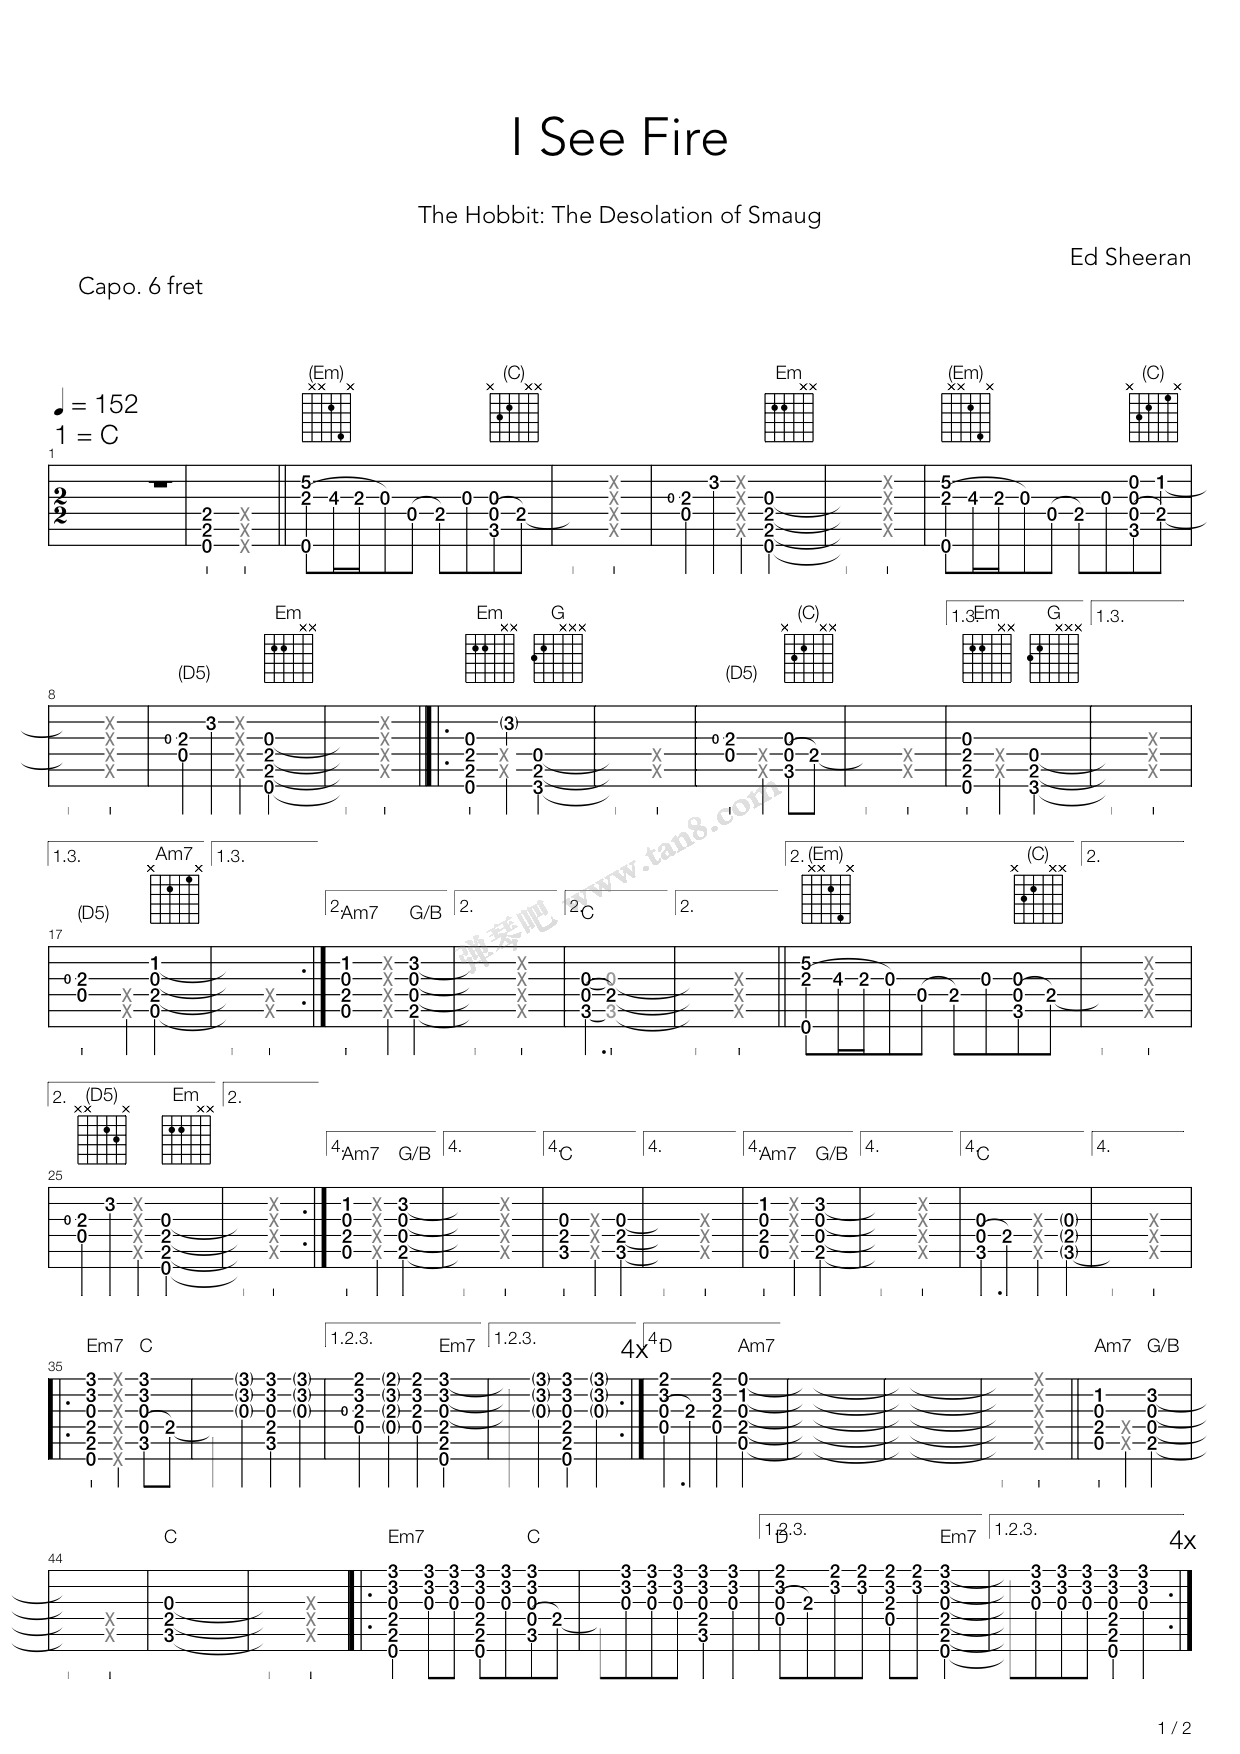 I See Fire
The Hobbit: The Desolation of Smaug
Ed Sheeran
Capo. 6 fret
(Em) (C) Em (Em) (C)
♩ = 152
1 = C
1
(D5) Em Em G (D5) (C) 1.3. Em G 1.3.
8
1.3. (D5) Am7 1.3. 2. Am7 G/B 2. 2. C 2. 2. (Em) (C) 2.
17
弹琴吧 www.tan8.com
2. (D5) Em 2. 4. Am7 G/B 4. 4. C 4. 4. Am7 G/B 4. 4. C 4.
25
Em7 C 1.2.3. Em7 1.2.3. 4x 4. D Am7 Am7 G/B
35
C Em7 C 1.2.3. D Em7 1.2.3. 4x
44
1 / 2